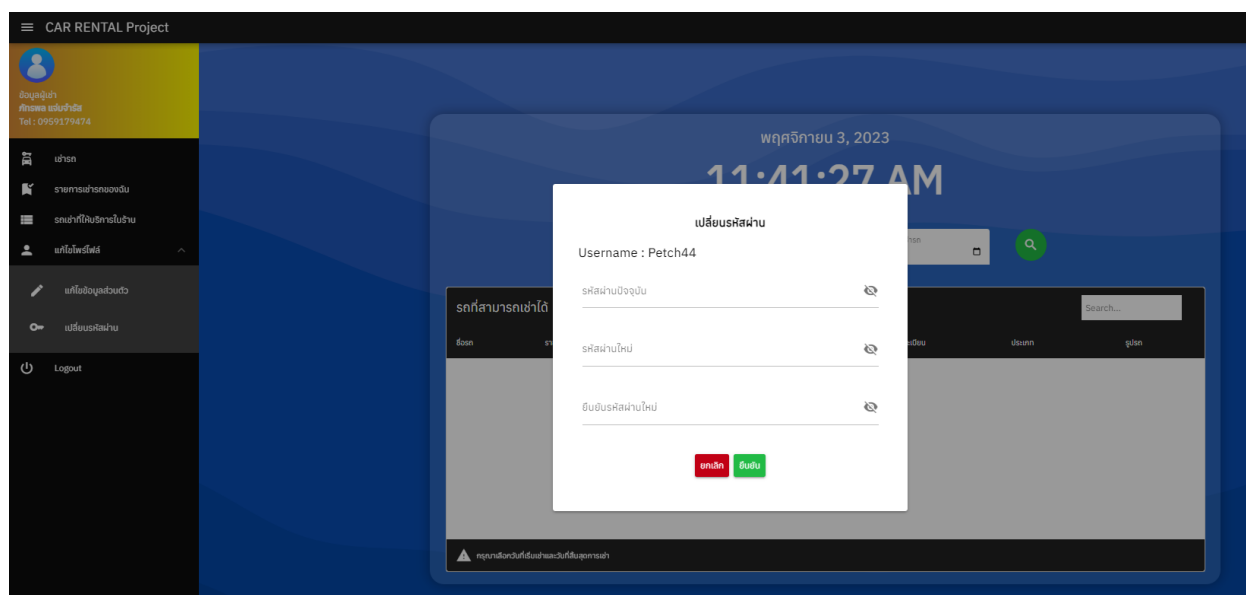 CAR RENTAL Project
ข้อมูลผู้เช่า
ภัทรพล แย้มจำรัส
Tel : 0959179474
เช่ารถ
รายการเช่ารถของฉัน
รถเช่าที่ให้บริการในร้าน
แก้ไขโพรไฟล์
แก้ไขข้อมูลส่วนตัว
เปลี่ยนรหัสผ่าน
Logout
พฤศจิกายน 3, 2023
11:41:27 AM
เปลี่ยนรหัสผ่าน
Username : Petch44
รหัสผ่านปัจจุบัน
รหัสผ่านใหม่
ยืนยันรหัสผ่านใหม่
ยกเลิก ยืนยัน
รถที่สามารถเช่าได้
Search...
ชื่อรถ ประเภท รูปรถ
กรุณาเลือกวันที่เริ่มเช่าและวันที่สิ้นสุดการเช่า